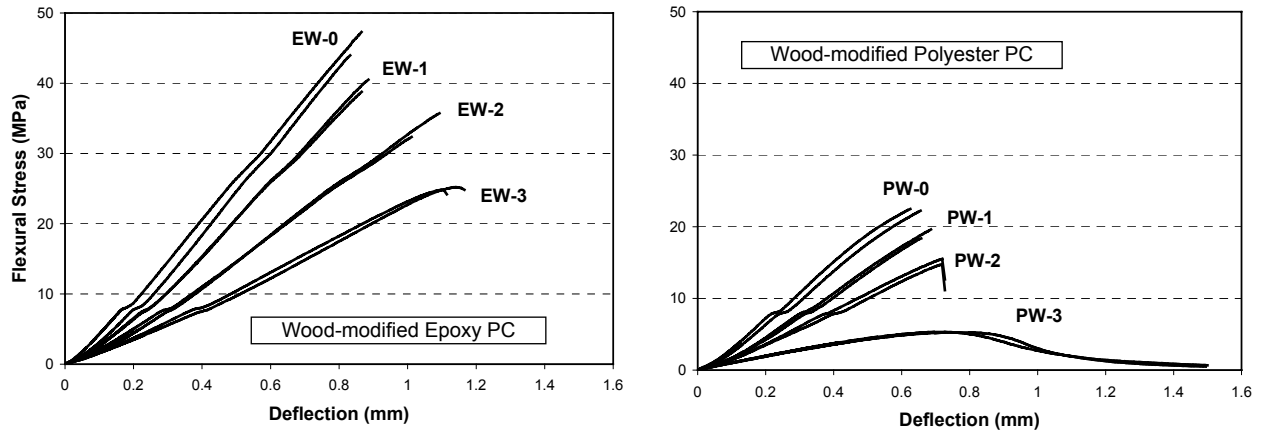 Flexural Stress (MPa)
50
40
30
20
10
0
EW-0
EW-1
EW-2
EW-3
Wood-modified Epoxy PC
0 0.2 0.4 0.6 0.8 1 1.2 1.4 1.6
Deflection (mm)
50
40
30
20
10
0
Wood-modified Polyester PC
PW-0
PW-1
PW-2
PW-3
0 0.2 0.4 0.6 0.8 1 1.2 1.4 1.6
Deflection (mm)